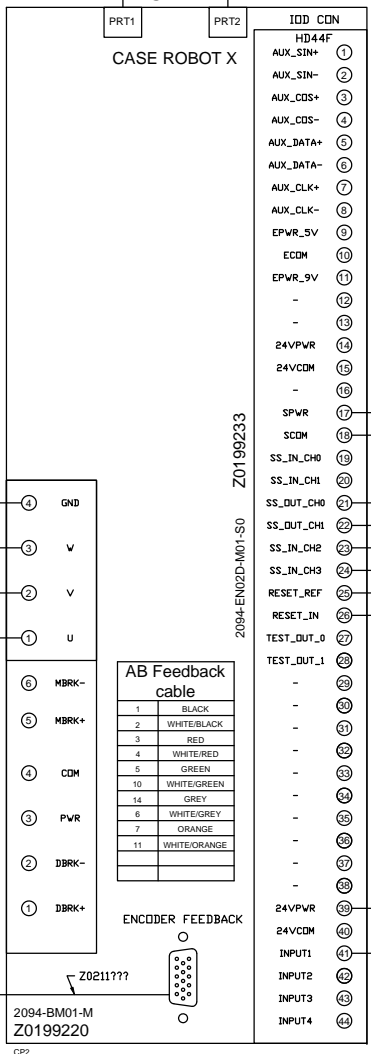 PRT1 PRT2 IOD CON
HD44F
CASE ROBOT X
AUX_SIN+ 1
AUX_SIN- 2
AUX_COS+ 3
AUX_COS- 4
AUX_DATA+ 5
AUX_DATA- 6
AUX_CLK+ 7
AUX_CLK- 8
EPWR_5V 9
ECOM 10
EPWR_9V 11
- 12
- 13
24VPWR 14
24VCOM 15
- 16
SPWR 17
SCOM 18
SS_IN_CH0 19
SS_IN_CH1 20
SS_OUT_CH0 21
SS_OUT_CH1 22
SS_IN_CH2 23
SS_IN_CH3 24
RESET_REF 25
RESET_IN 26
TEST_OUT_0 27
TEST_OUT_1 28
- 29
- 30
- 31
- 32
- 33
- 34
- 35
- 36
- 37
- 38
24VPWR 39
24VCOM 40
INPUT1 41
INPUT2 42
INPUT3 43
INPUT4 44
Z0199233
2094-EN02D-M01-S0
4 GND
3 W
2 V
1 U
6 MBRK-
5 MBRK+
4 COM
3 PWR
2 DBRK-
1 DBRK+
AB Feedback
cable
1 BLACK
2 WHITE/BLACK
3 RED
4 WHITE/RED
5 GREEN
10 WHITE/GREEN
14 GREY
6 WHITE/GREY
7 ORANGE
11 WHITE/ORANGE
ENCODER FEEDBACK
Z0211???
2094-BM01-M
Z0199220
CP2